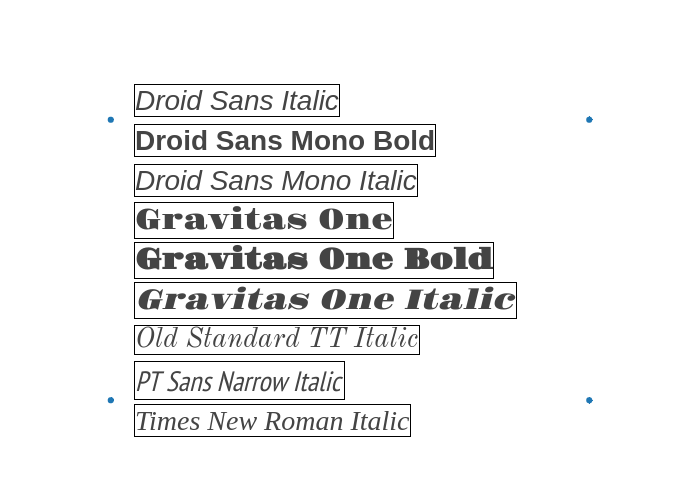 Droid Sans Italic
Droid Sans Mono Bold
Droid Sans Mono Italic
Gravitas One
Gravitas One Bold
Gravitas One Italic
Old Standard TT Italic
PT Sans Narrow Italic
Times New Roman Italic